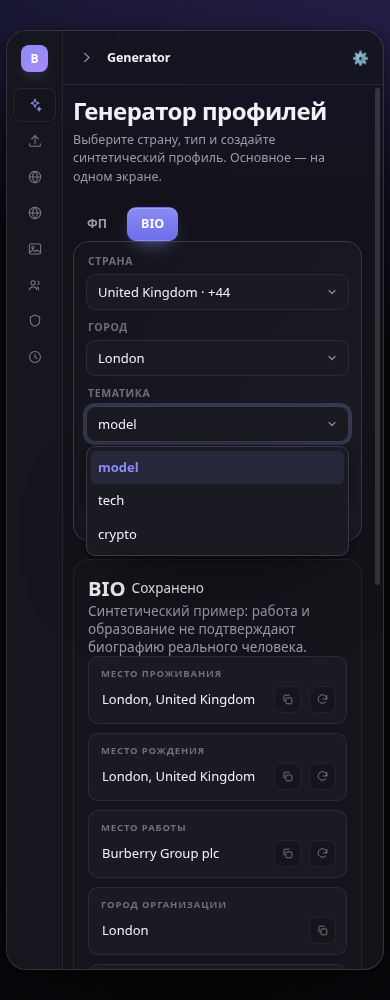 B
Generator
Генератор профилей
Выберите страну, тип и создайте
синтетический профиль. Основное — на
одном экране.
ФП
BIO
СТРАНА
United Kingdom · +44
ГОРОД
London
ТЕМАТИКА
model
model
tech
crypto
BIO Сохранено
Синтетический пример: работа и
образование не подтверждают
биографию реального человека.
МЕСТО ПРОЖИВАНИЯ
London, United Kingdom
МЕСТО РОЖДЕНИЯ
London, United Kingdom
МЕСТО РАБОТЫ
Burberry Group plc
ГОРОД ОРГАНИЗАЦИИ
London